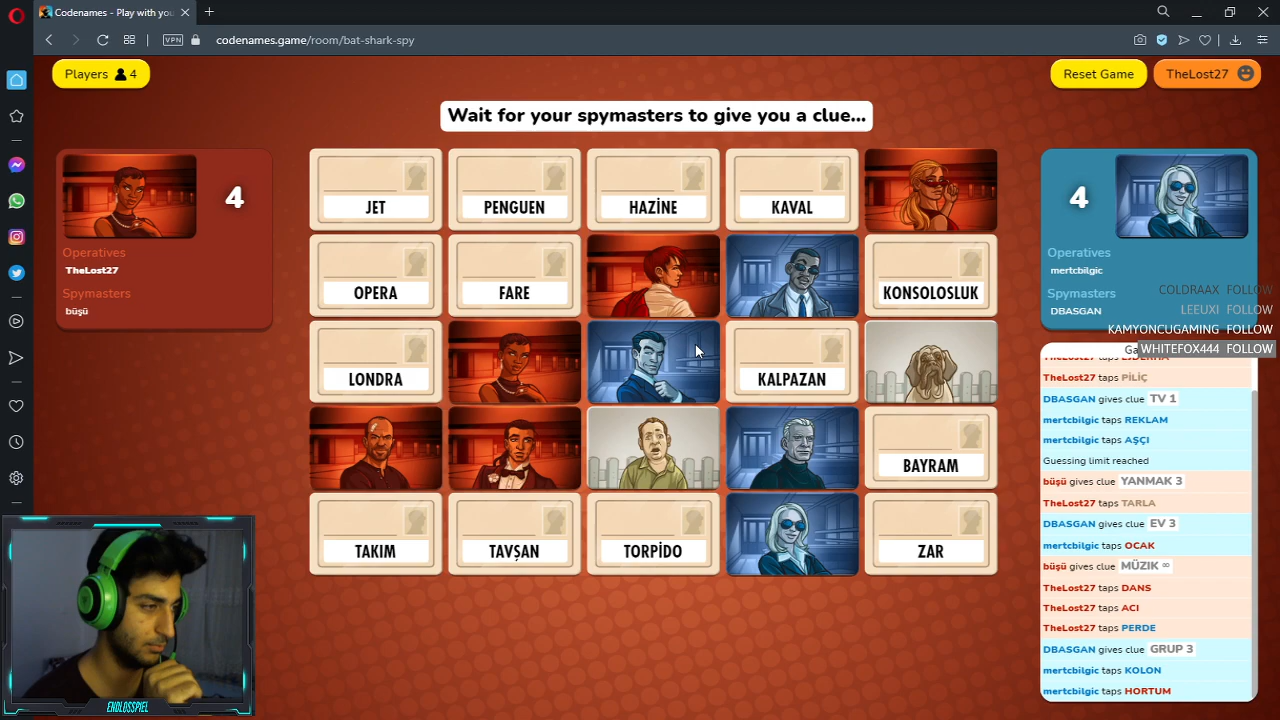 Codenames - Play with you
codenames.game/room/bat-shark-spy
VPN
Players 4
Reset Game
TheLost27
Wait for your spymasters to give you a clue...
4
Operatives
TheLost27
Spymasters
büşü
JET
PENGUEN
HAZİNE
KAVAL
OPERA
FARE
KONSOLOSLUK
LONDRA
KALPAZAN
BAYRAM
TAKIM
TAVŞAN
TORPİDO
ZAR
4
Operatives
mertcbilgic
Spymasters
DBASGAN
COLDRAAX FOLLOW
LEEUXI FOLLOW
KAMYONCUGAMING FOLLOW
WHITEFOX444 FOLLOW
TheLost27 taps PİLİÇ
DBASGAN gives clue TV 1
mertcbilgic taps REKLAM
mertcbilgic taps AŞÇI
Guessing limit reached
büşü gives clue YANMAK 3
TheLost27 taps TARLA
DBASGAN gives clue EV 3
mertcbilgic taps OCAK
büşü gives clue MÜZIK ∞
TheLost27 taps DANS
TheLost27 taps ACI
TheLost27 taps PERDE
DBASGAN gives clue GRUP 3
mertcbilgic taps KOLON
mertcbilgic taps HORTUM
ENDLOSSPIEL